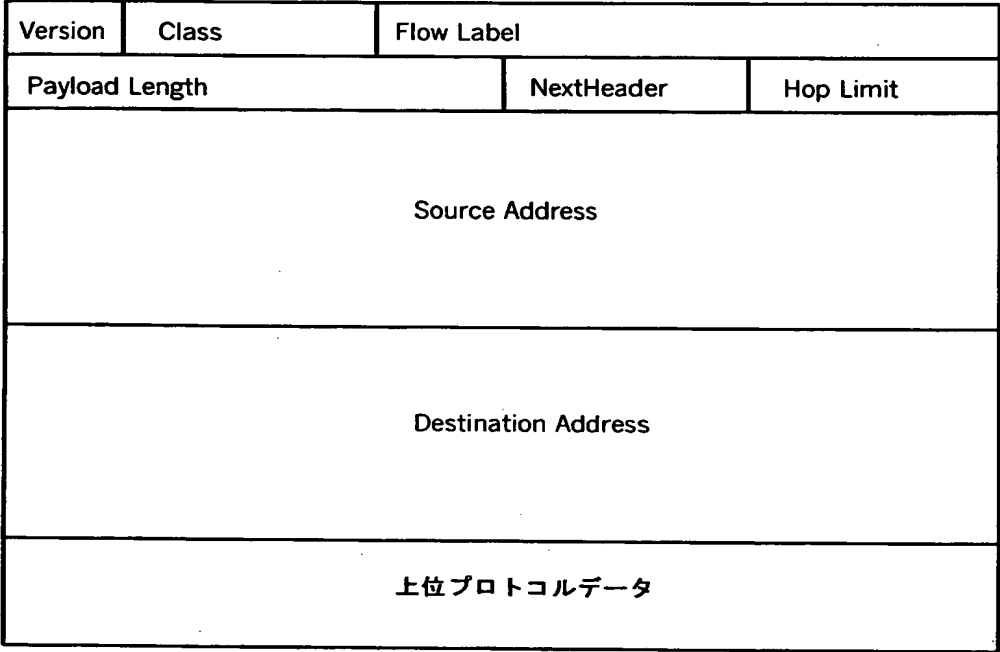 Version Class Flow Label
Payload Length NextHeader Hop Limit
Source Address
Destination Address
上位プロトコルデータ